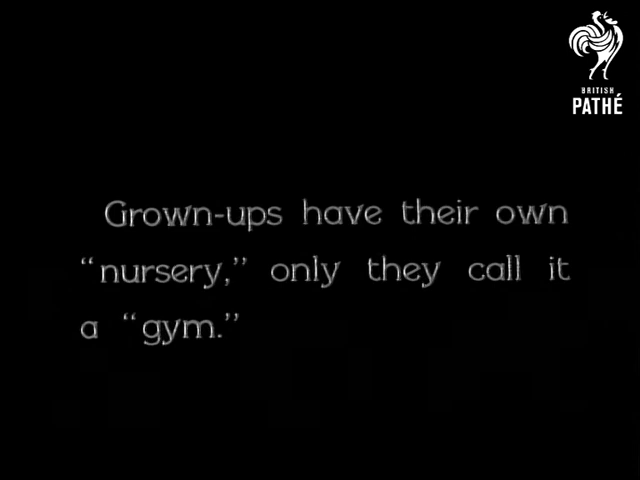 BRITISH
PATHÉ
Grown-ups have their own
“nursery,” only they call it
a “gym.”